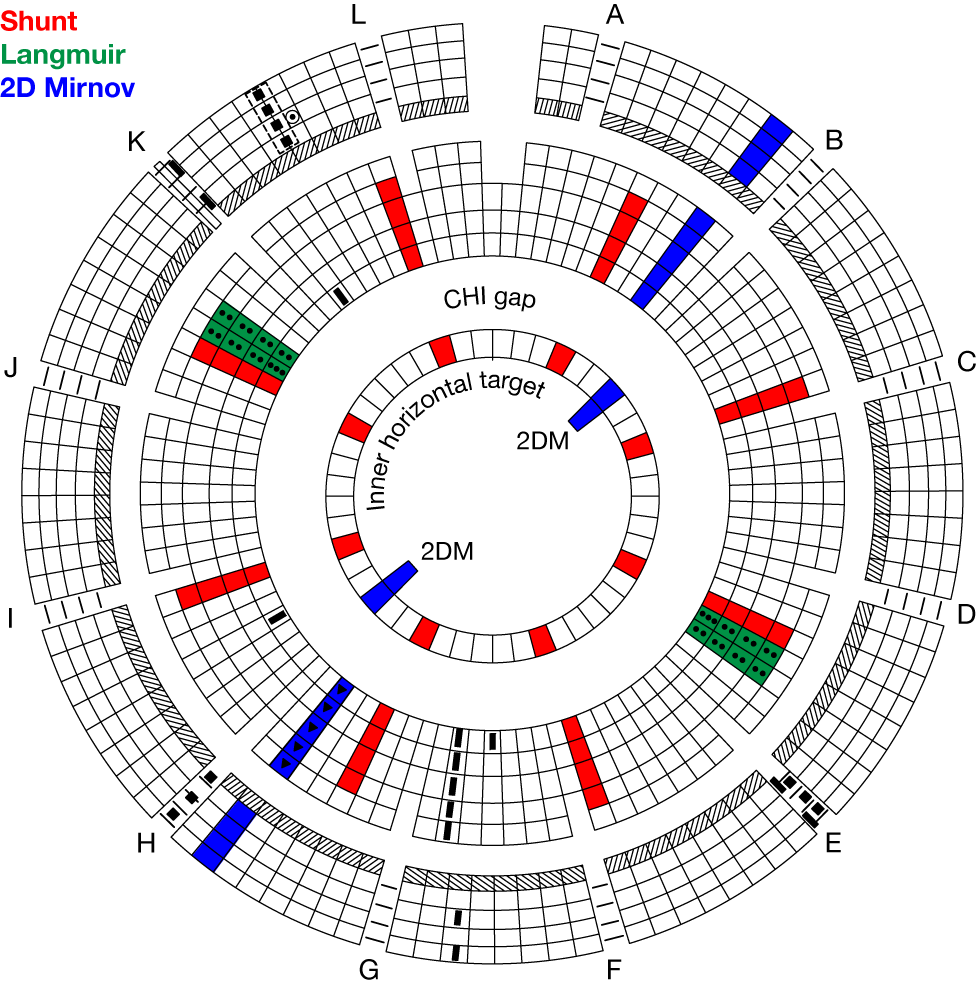 Shunt
Langmuir
2D Mirnov
L
A
K
B
CHI gap
J
C
Inner horizontal target
2DM
2DM
I
D
H
E
G
F